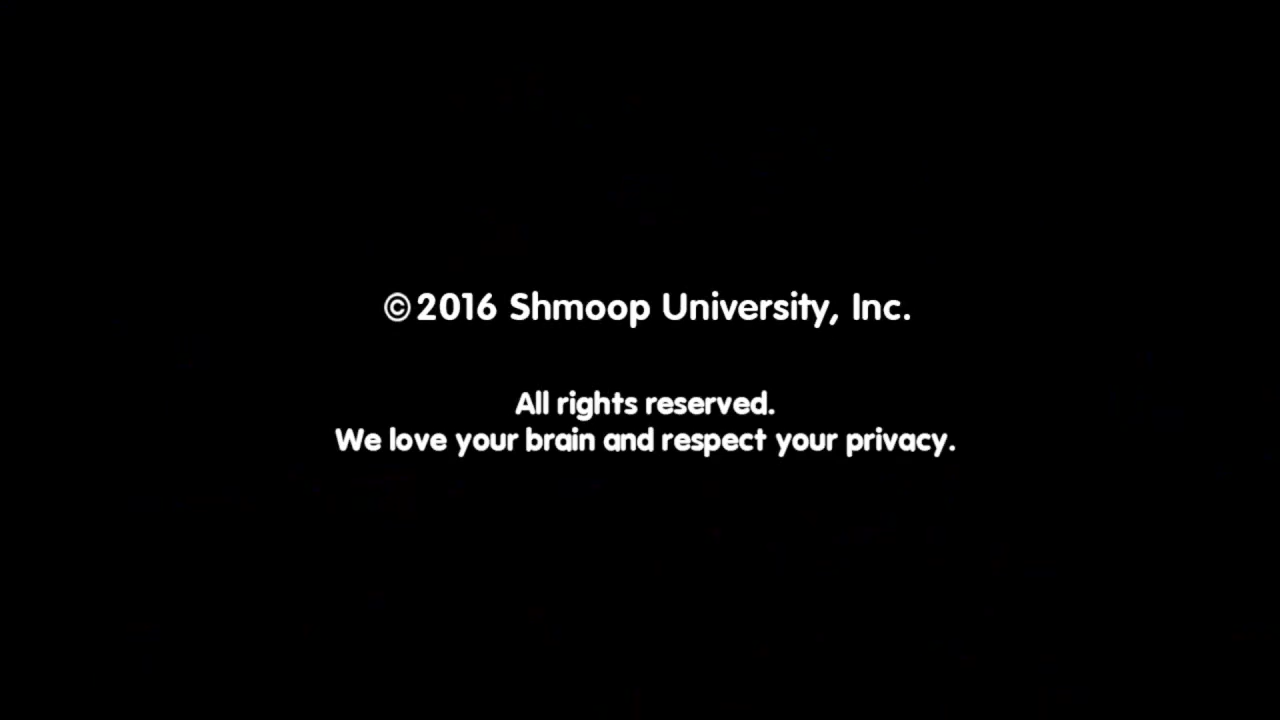 ©2016 Shmoop University, Inc.
All rights reserved.
We love your brain and respect your privacy.